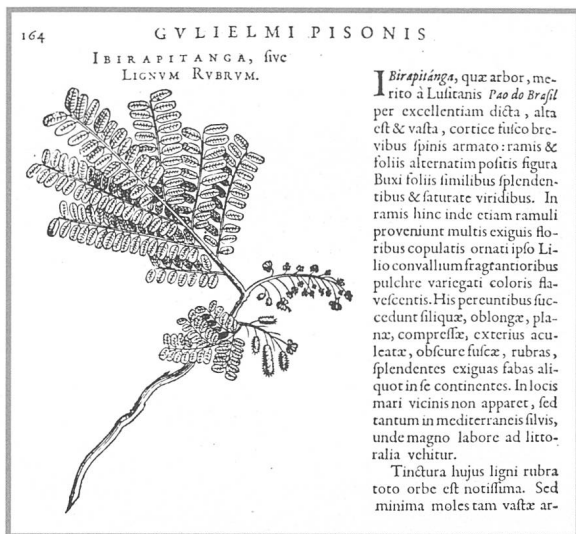 164
GVLIELMI PISONIS
IBIRAPITANGA, ſive
LIGNVM RVBRVM.
IBirapitánga, quæ arbor, me-
rito à Luſitanis Pao do Braſil
per excellentiam dicta, alta
eſt & vaſta, cortice fuſco bre-
vibus ſpinis armato: ramis &
foliis alternatim poſitis figura
Buxi foliis ſimilibus ſplenden-
tibus & ſaturate viridibus. In
ramis hinc inde etiam ramuli
proveniunt multis exiguis flo-
ribus copulatis ornati ipſo Li-
lio convallium fragrantioribus
pulchre variegati coloris fla-
veſcentis. His pereuntibus ſuc-
cedunt ſiliquæ, oblongæ, pla-
næ, compreſſæ, exterius acu-
leatæ, obſcure fuſcæ, rubras,
ſplendentes exiguas fabas ali-
quot in ſe continentes. In locis
mari vicinis non apparet, ſed
tantum in mediterraneis ſilvis,
unde magno labore ad litto-
ralia vehitur.
Tinctura hujus ligni rubra
toto orbe eſt notiſſima. Sed
minima moles tam vaſtæ ar-